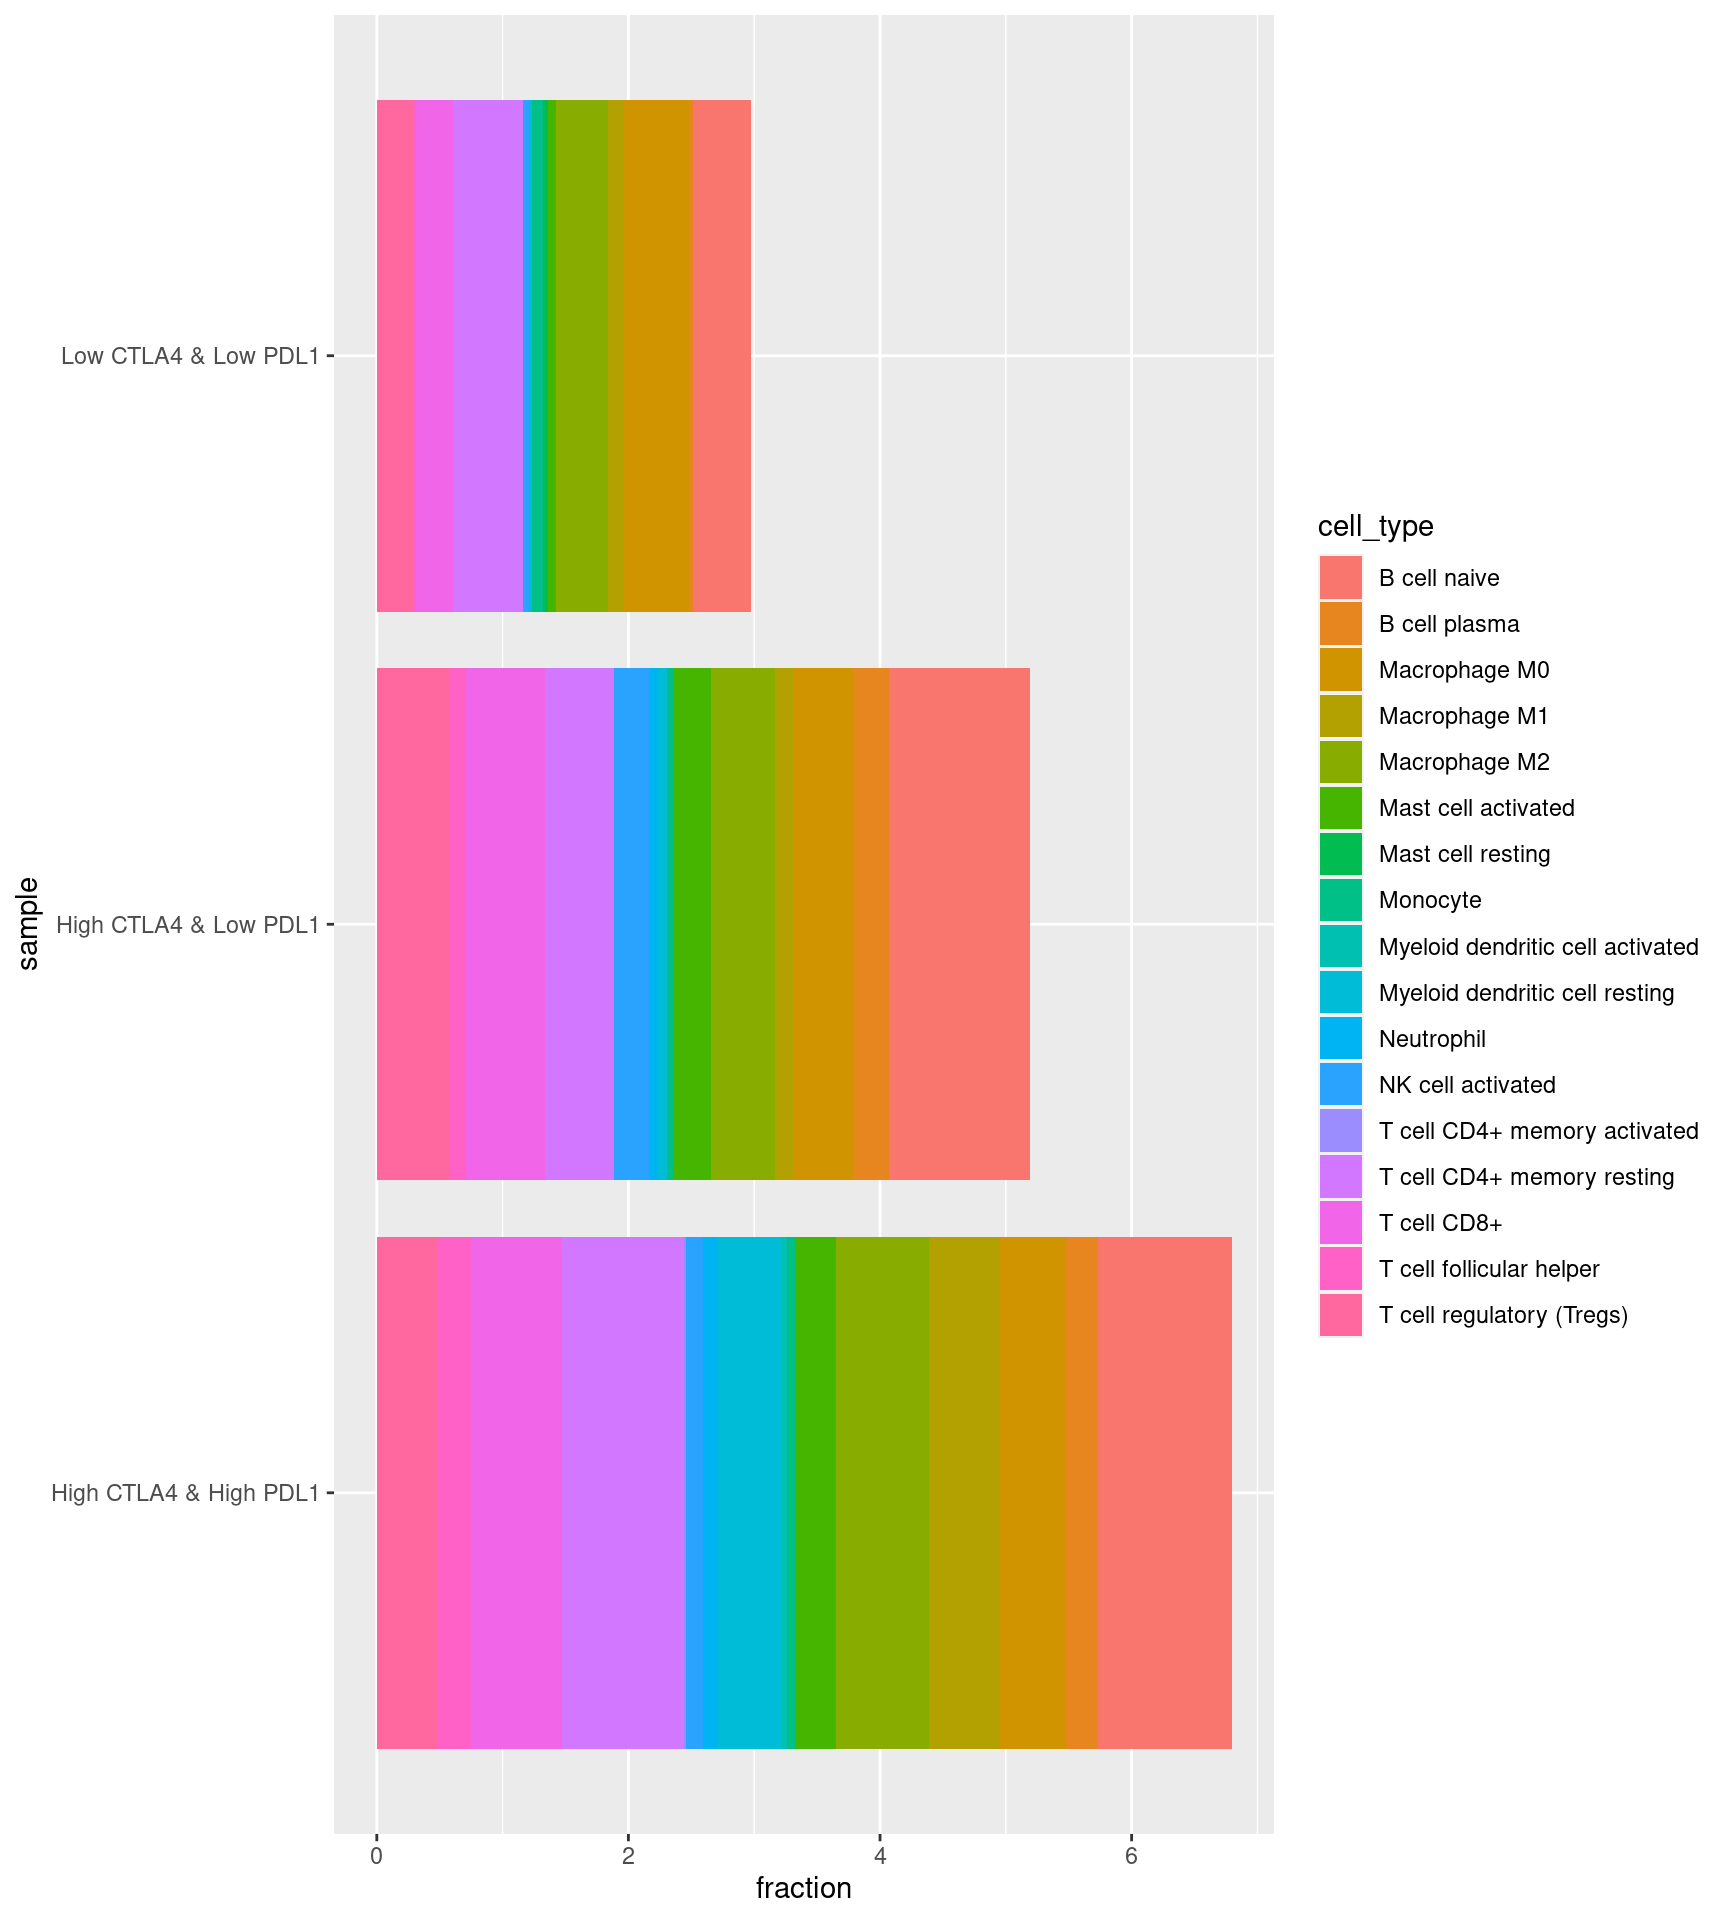 Low CTLA4 & Low PDL1
High CTLA4 & Low PDL1
High CTLA4 & High PDL1
sample
0 2 4 6
fraction
cell_type
B cell naive
B cell plasma
Macrophage M0
Macrophage M1
Macrophage M2
Mast cell activated
Mast cell resting
Monocyte
Myeloid dendritic cell activated
Myeloid dendritic cell resting
Neutrophil
NK cell activated
T cell CD4+ memory activated
T cell CD4+ memory resting
T cell CD8+
T cell follicular helper
T cell regulatory (Tregs)